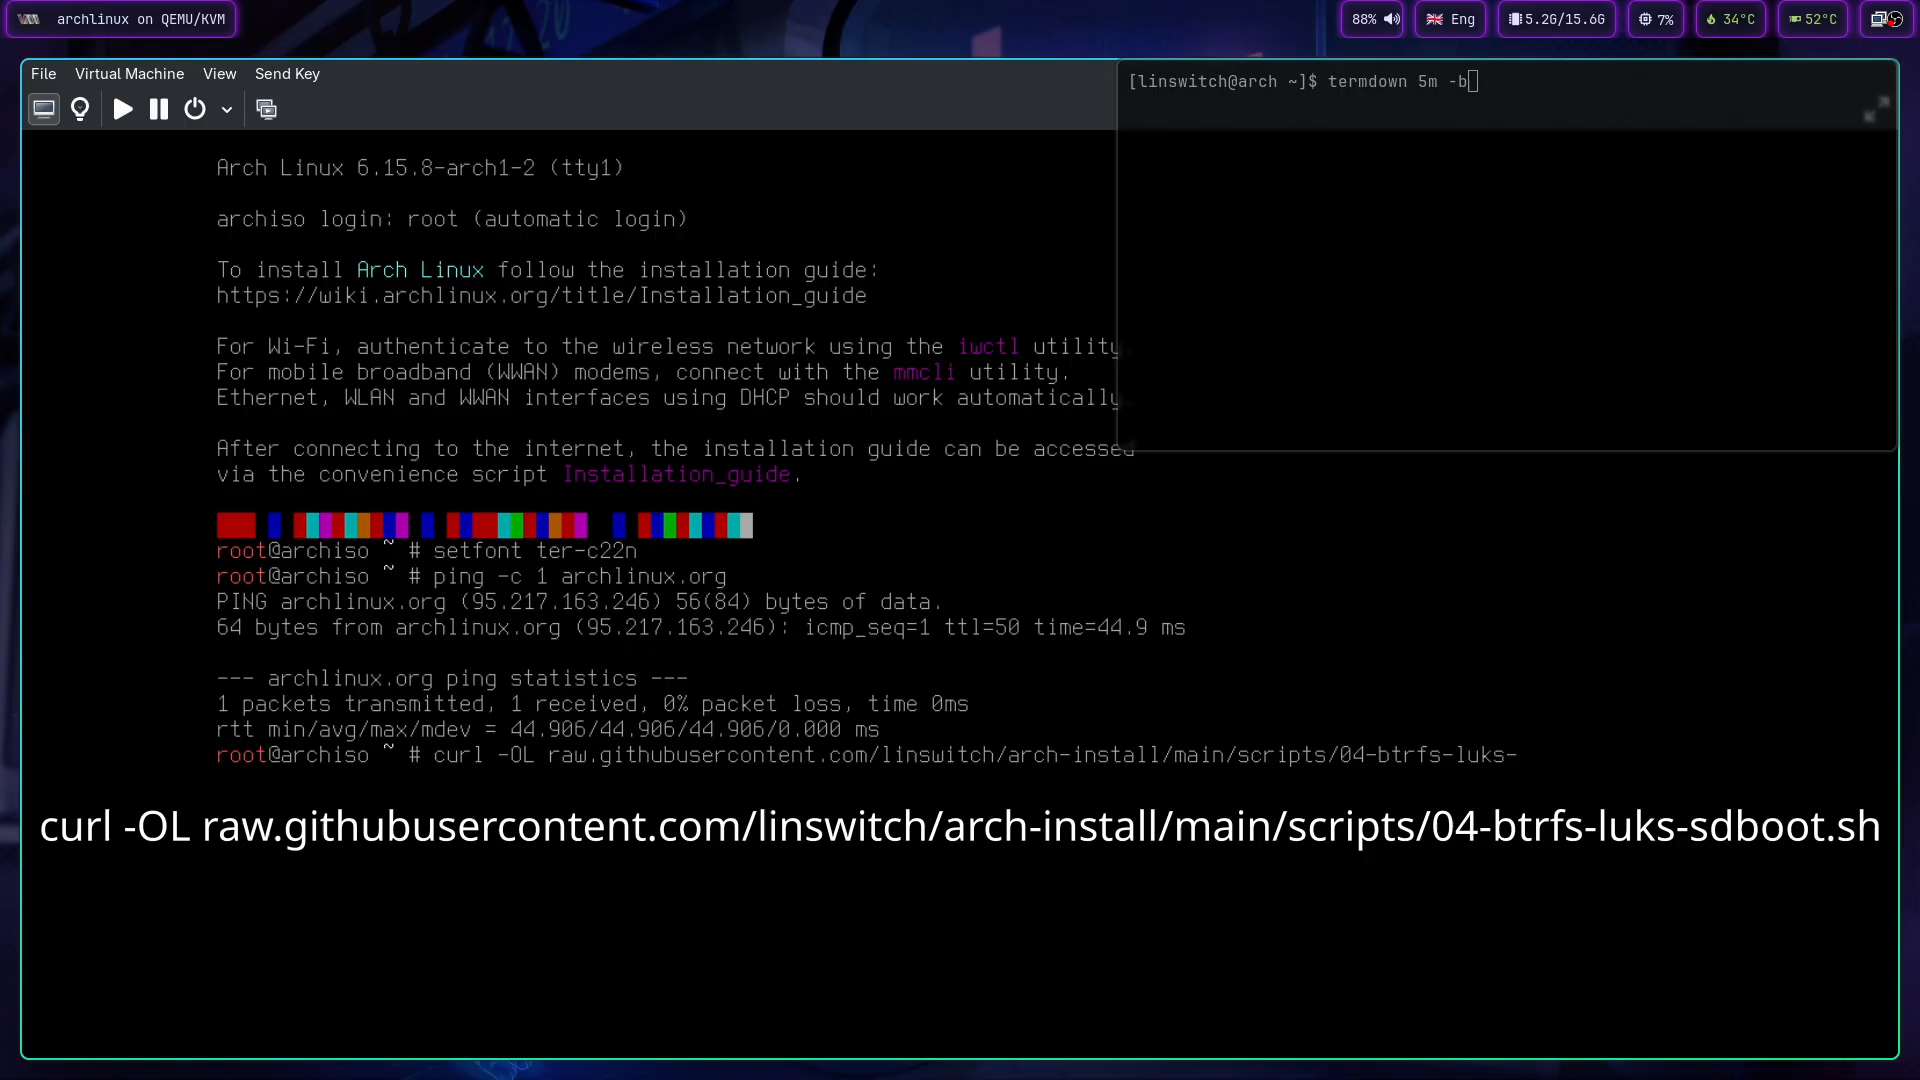 archlinux on QEMU/KVM
88%
Eng
5.2G/15.6G
7%
34°C
52°C
File Virtual Machine View Send Key
[linswitch@arch ~]$ termdown 5m -b
Arch Linux 6.15.8-arch1-2 (tty1)
archiso login: root (automatic login)
To install Arch Linux follow the installation guide:
https://wiki.archlinux.org/title/Installation_guide
For Wi-Fi, authenticate to the wireless network using the iwctl utility.
For mobile broadband (WWAN) modems, connect with the mmcli utility.
Ethernet, WLAN and WWAN interfaces using DHCP should work automatically.
After connecting to the internet, the installation guide can be accessed
via the convenience script Installation_guide.
root@archiso ~ # setfont ter-c22n
root@archiso ~ # ping -c 1 archlinux.org
PING archlinux.org (95.217.163.246) 56(84) bytes of data.
64 bytes from archlinux.org (95.217.163.246): icmp_seq=1 ttl=50 time=44.9 ms
--- archlinux.org ping statistics ---
1 packets transmitted, 1 received, 0% packet loss, time 0ms
rtt min/avg/max/mdev = 44.906/44.906/44.906/0.000 ms
root@archiso ~ # curl -OL raw.githubusercontent.com/linswitch/arch-install/main/scripts/04-btrfs-luks-
curl -OL raw.githubusercontent.com/linswitch/arch-install/main/scripts/04-btrfs-luks-sdboot.sh